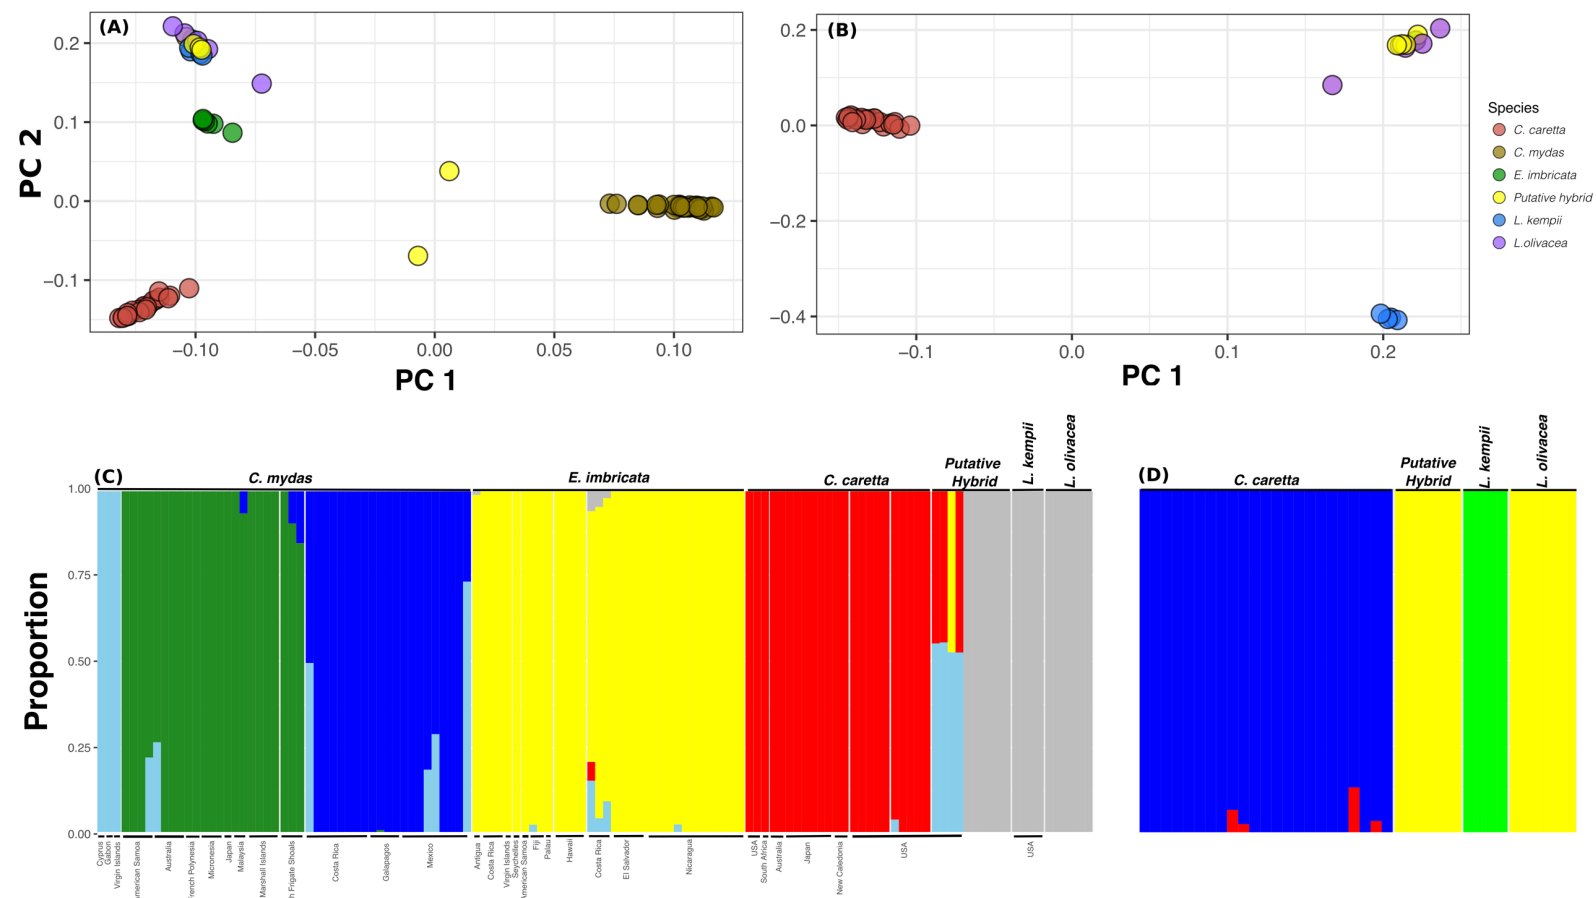 (A)
0.2
0.1
0.0
−0.1
PC 2
−0.10
−0.05
0.00
0.05
0.10
PC 1
(B)
0.2
0.0
−0.2
−0.4
−0.1
0.0
0.1
0.2
PC 1
Species
C. caretta
C. mydas
E. imbricata
Putative hybrid
L. kempii
L.olivacea
(C)
C. mydas
E. imbricata
C. caretta
Putative
Hybrid
L. kempii
L. olivacea
1.00
0.75
0.50
0.25
0.00
Proportion
Cyprus
Gabon
Virgin Islands
merican Samoa
Australia
French Polynesia
Micronesia
Japan
Malaysia
Marshall Islands
h Frigate Shoals
Costa Rica
Galapagos
Mexico
Antigua
Costa Rica
Virgin Islands
Seychelles
American Samoa
Fiji
Palau
Hawaii
Costa Rica
El Salvador
Nicaragua
USA
South Africa
Australia
Japan
New Caledonia
USA
USA
(D)
C. caretta
Putative
Hybrid
L. kempii
L. olivacea